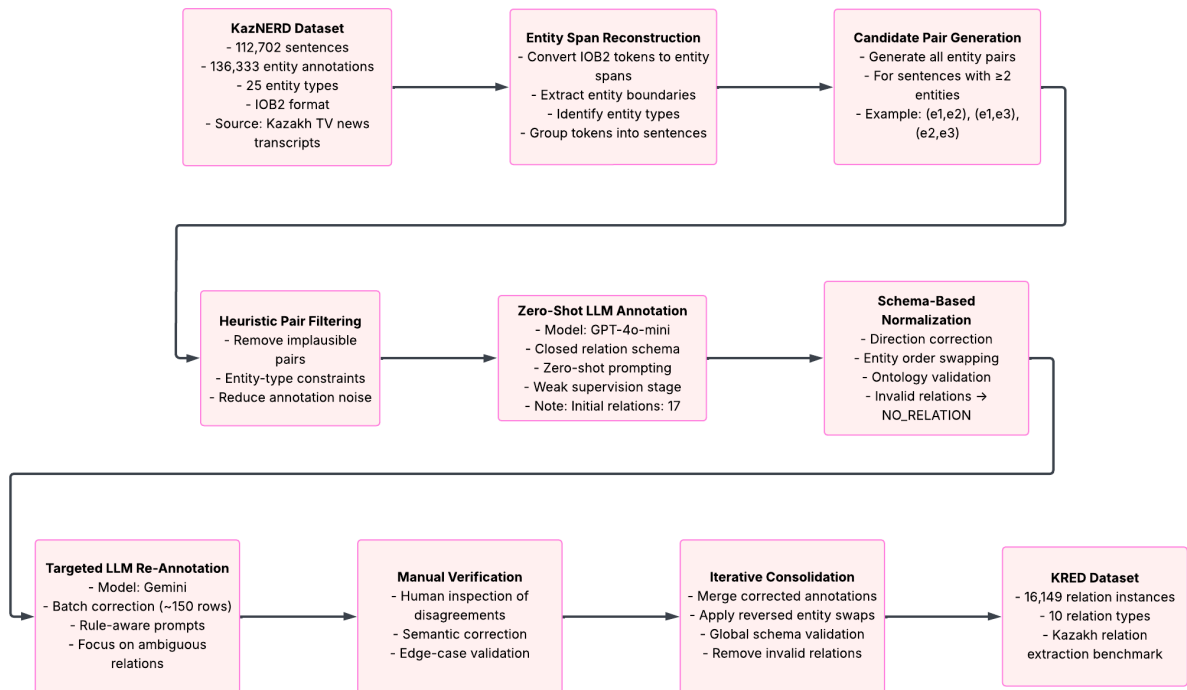 KazNERD Dataset
- 112,702 sentences
- 136,333 entity annotations
- 25 entity types
- IOB2 format
- Source: Kazakh TV news
transcripts
Entity Span Reconstruction
- Convert IOB2 tokens to entity
spans
- Extract entity boundaries
- Identify entity types
- Group tokens into sentences
Candidate Pair Generation
- Generate all entity pairs
- For sentences with ≥2
entities
- Example: (e1,e2), (e1,e3),
(e2,e3)
Heuristic Pair Filtering
- Remove implausible
pairs
- Entity-type constraints
- Reduce annotation noise
Zero-Shot LLM Annotation
- Model: GPT-4o-mini
- Closed relation schema
- Zero-shot prompting
- Weak supervision stage
- Note: Initial relations: 17
Schema-Based
Normalization
- Direction correction
- Entity order swapping
- Ontology validation
- Invalid relations →
NO_RELATION
Targeted LLM Re-Annotation
- Model: Gemini
- Batch correction (~150 rows)
- Rule-aware prompts
- Focus on ambiguous
relations
Manual Verification
- Human inspection of
disagreements
- Semantic correction
- Edge-case validation
Iterative Consolidation
- Merge corrected annotations
- Apply reversed entity swaps
- Global schema validation
- Remove invalid relations
KRED Dataset
- 16,149 relation instances
- 10 relation types
- Kazakh relation
extraction benchmark